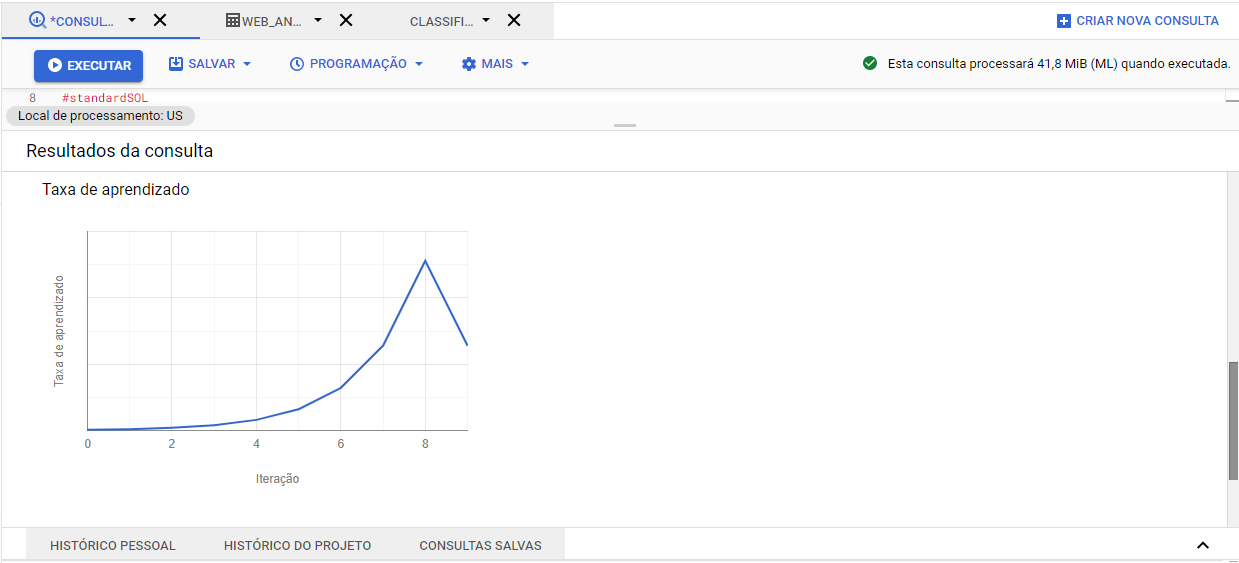 *CONSUL...
WEB_AN...
CLASSIFI...
CRIAR NOVA CONSULTA
EXECUTAR
SALVAR
PROGRAMAÇÃO
MAIS
Esta consulta processará 41,8 MiB (ML) quando executada.
8 #standardSQL
Local de processamento: US
Resultados da consulta
Taxa de aprendizado
Taxa de aprendizado
0 2 4 6 8
Iteração
HISTÓRICO PESSOAL
HISTÓRICO DO PROJETO
CONSULTAS SALVAS